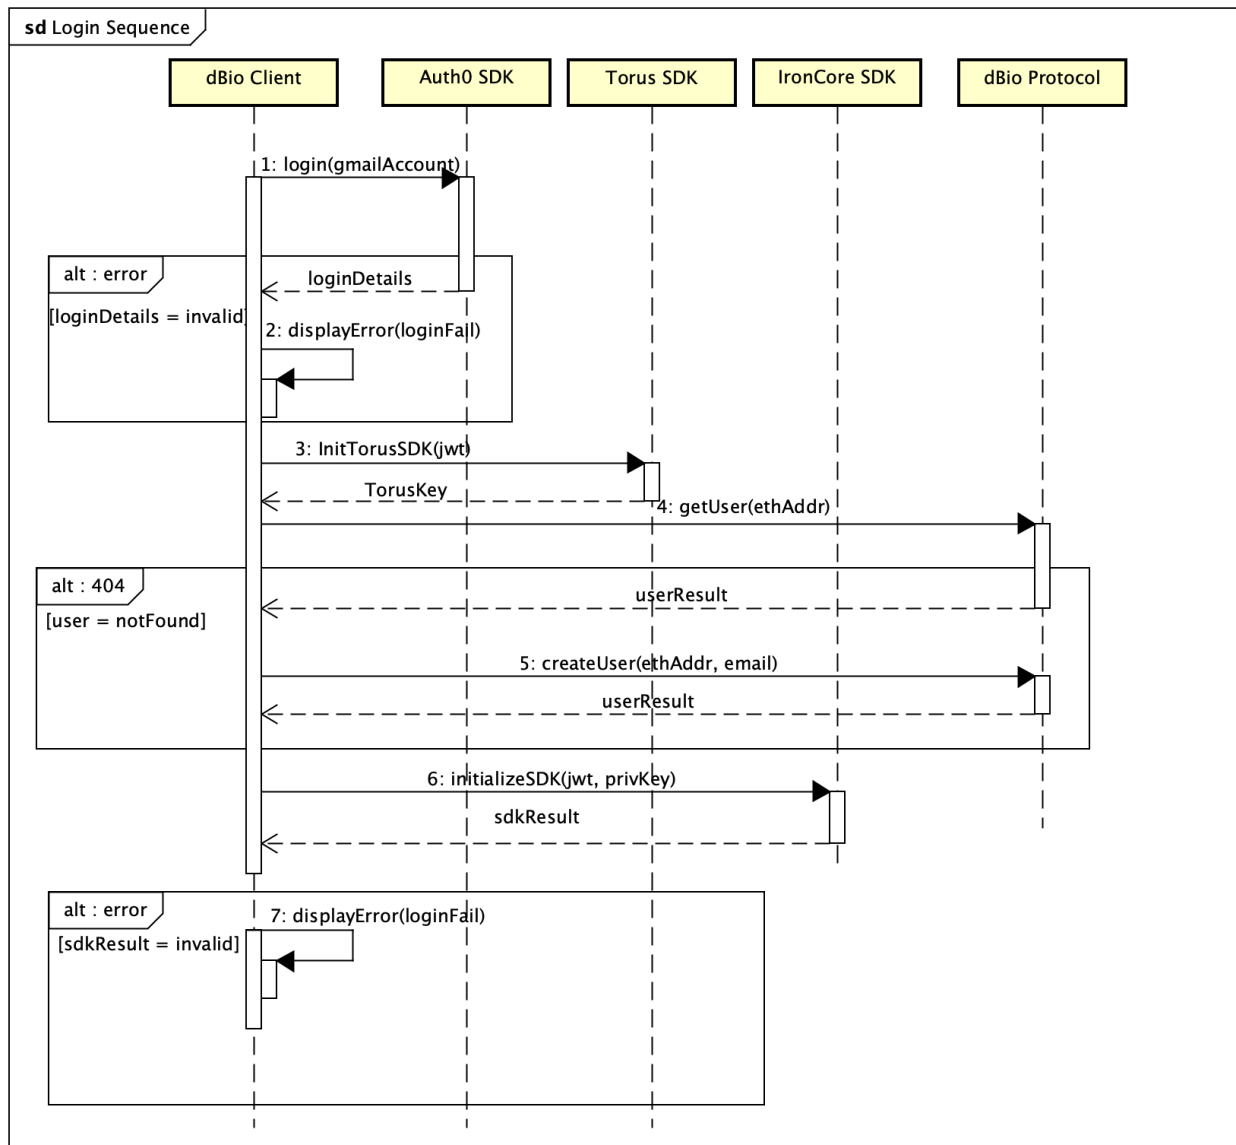 sd Login Sequence
dBio Client
Auth0 SDK
Torus SDK
IronCore SDK
dBio Protocol
1: login(gmailAccount)
alt : error
loginDetails
[loginDetails = invalid]
2: displayError(loginFail)
3: InitTorusSDK(jwt)
TorusKey
4: getUser(ethAddr)
alt : 404
userResult
[user = notFound]
5: createUser(ethAddr, email)
userResult
6: initializeSDK(jwt, privKey)
sdkResult
alt : error
7: displayError(loginFail)
[sdkResult = invalid]